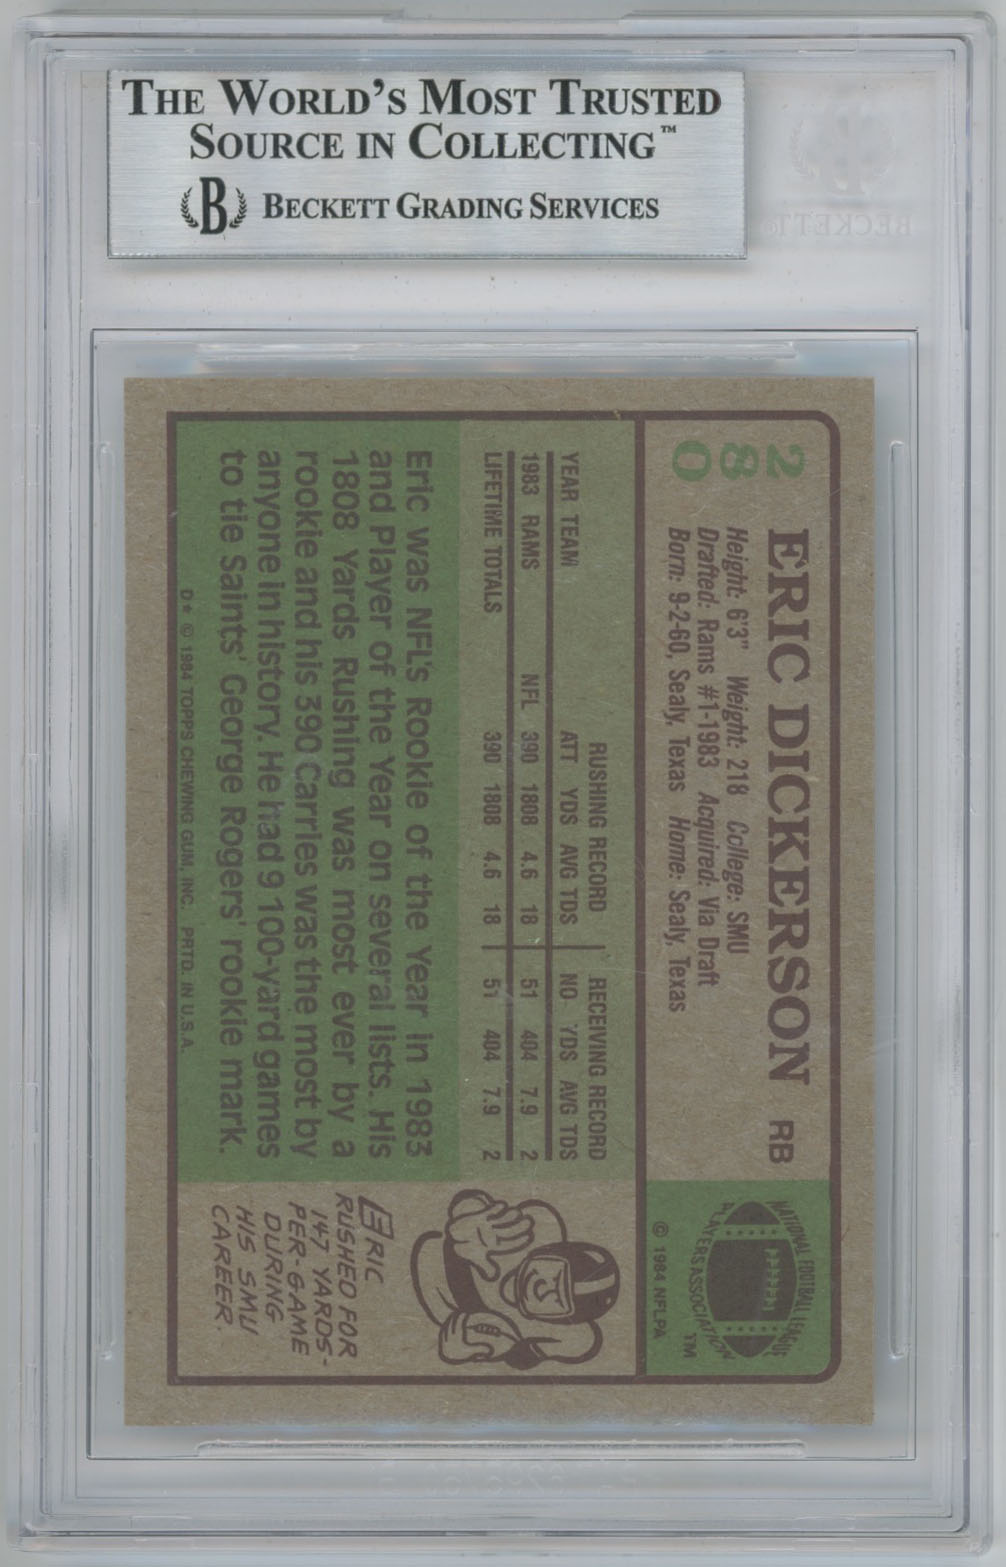 THE WORLD'S MOST TRUSTED
SOURCE IN COLLECTING™
B BECKETT GRADING SERVICES
BECKETT®
280
ERIC DICKERSON RB
Height: 6'3" Weight: 218 College: SMU
Drafted: Rams #1-1983 Acquired: Via Draft
Born: 9-2-60, Sealy, Texas Home: Sealy, Texas
NATIONAL FOOTBALL LEAGUE
PLAYERS ASSOCIATION
TM
© 1984 NFLPA
RUSHING RECORD RECEIVING RECORD
YEAR TEAM ATT YDS AVG TDS NO YDS AVG TDS
1983 RAMS NFL 390 1808 4.6 18 51 404 7.9 2
LIFETIME TOTALS 390 1808 4.6 18 51 404 7.9 2
Eric was NFL's Rookie of the Year in 1983
and Player of the Year on several lists. His
1808 Yards Rushing was most ever by a
rookie and his 390 Carries was the most by
anyone in history. He had 9 100-yard games
to tie Saints' George Rogers' rookie mark.
ERIC
RUSHED FOR
147 YARDS-
PER-GAME
DURING
HIS SMU
CAREER.
D* © 1984 TOPPS CHEWING GUM, INC. PRTD. IN U.S.A.